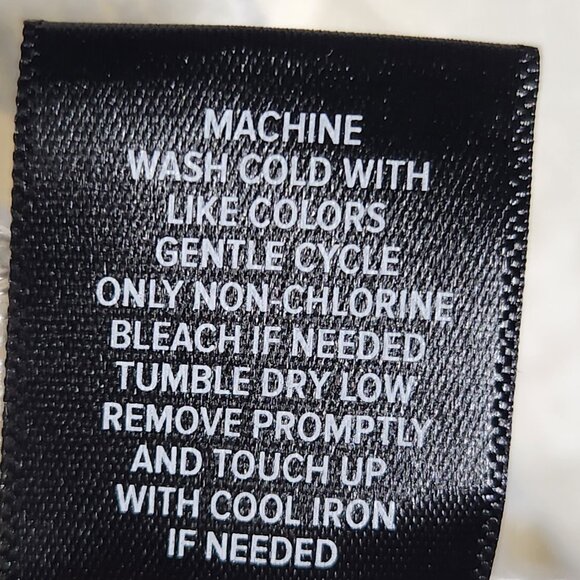 MACHINE
WASH COLD WITH
LIKE COLORS
GENTLE CYCLE
ONLY NON-CHLORINE
BLEACH IF NEEDED
TUMBLE DRY LOW
REMOVE PROMPTLY
AND TOUCH UP
WITH COOL IRON
IF NEEDED